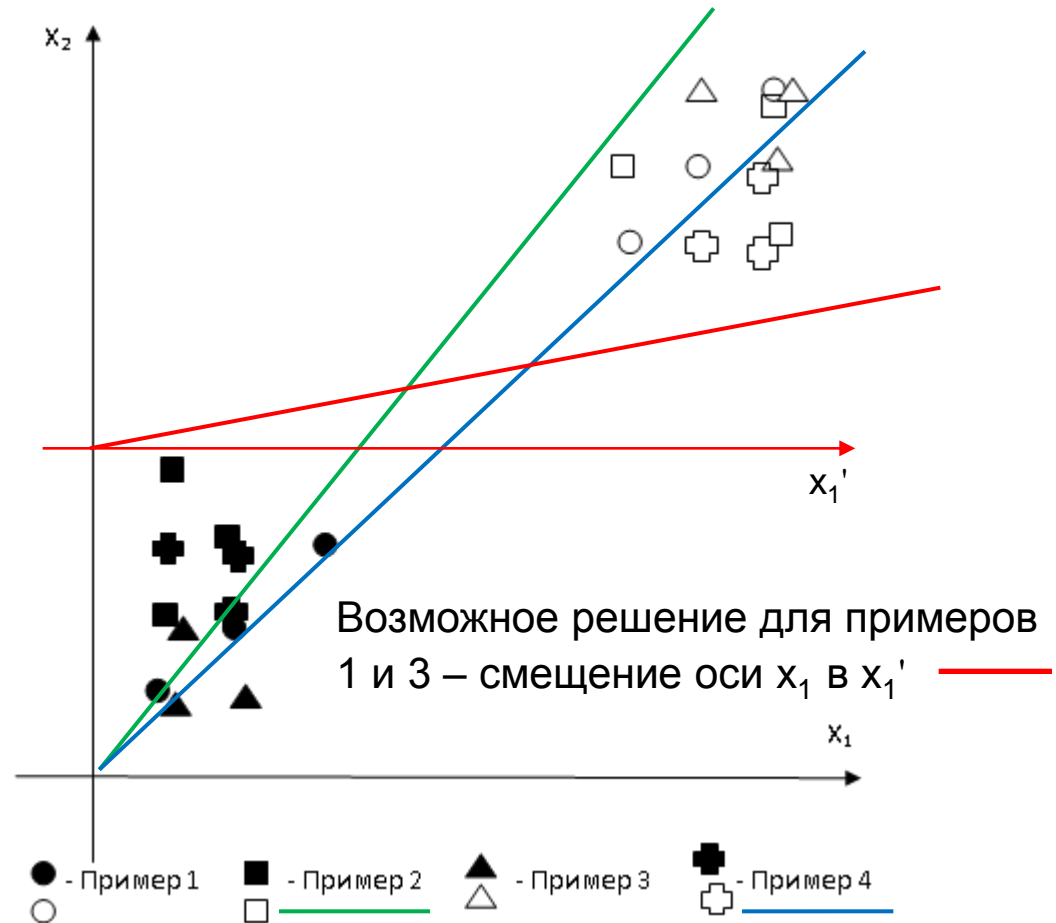 x₂
x₁'
Возможное решение для примеров
1 и 3 – смещение оси x₁ в x₁'
x₁
- Пример 1 - Пример 2 - Пример 3 - Пример 4